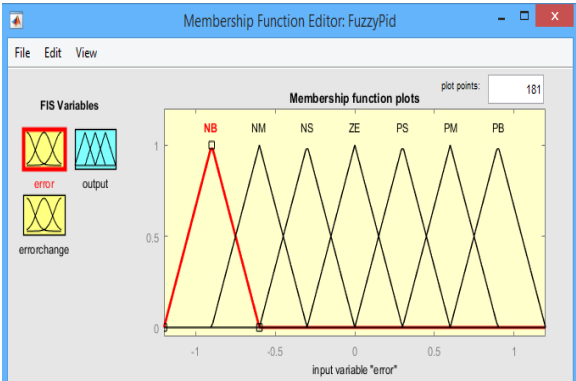 Membership Function Editor: FuzzyPid
File Edit View
FIS Variables
error
output
errorchange
plot points:
181
Membership function plots
NB NM NS ZE PS PM PB
1
0.5
0
-1 -0.5 0 0.5 1
input variable "error"